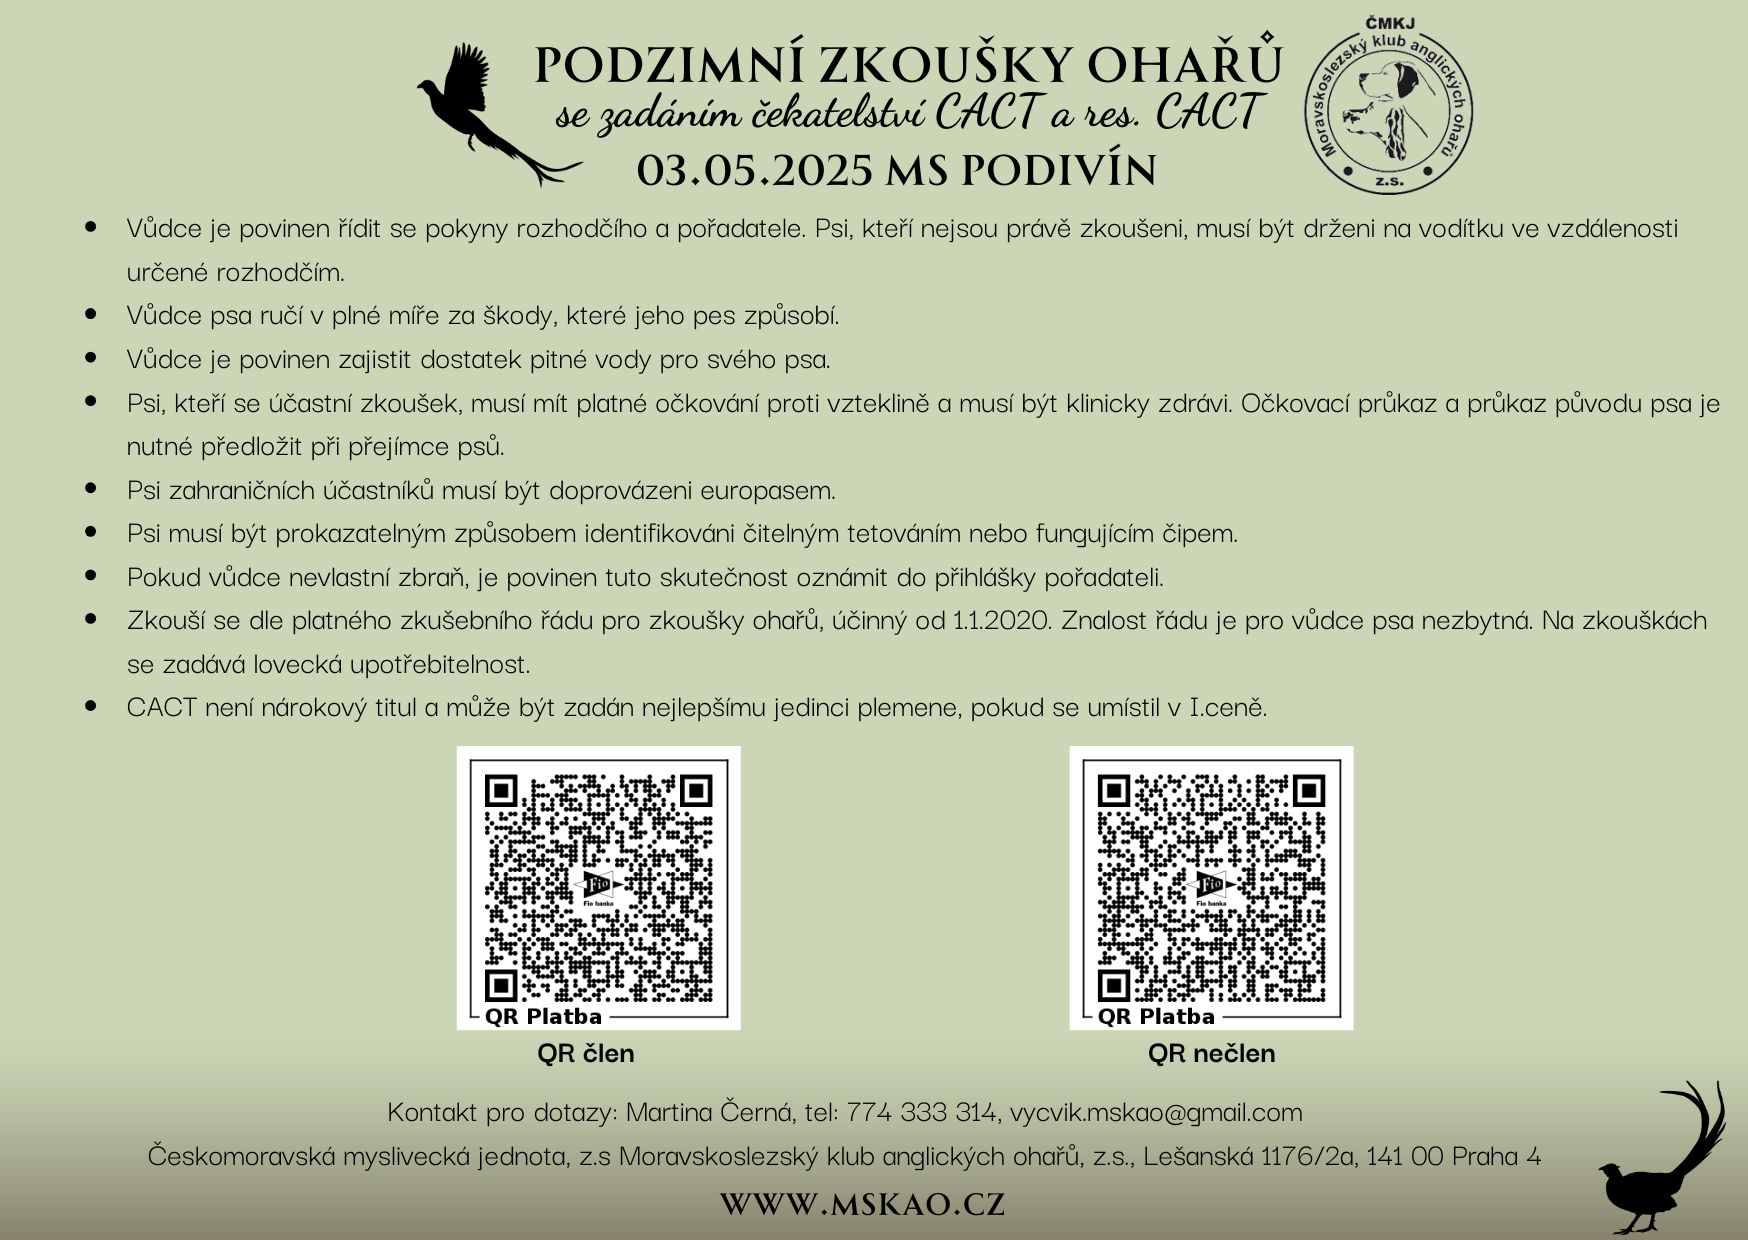 PODZIMNÍ ZKOUŠKY OHAŘŮ
se zadáním čekatelství CACT a res. CACT
03.05.2025 MS PODIVÍN
ČMKJ
Moravskoslezský klub anglických ohařů
z.s.
• Vůdce je povinen řídit se pokyny rozhodčího a pořadatele. Psi, kteří nejsou právě zkoušeni, musí být drženi na vodítku ve vzdálenosti
určené rozhodčím.
• Vůdce psa ručí v plné míře za škody, které jeho pes způsobí.
• Vůdce je povinen zajistit dostatek pitné vody pro svého psa.
• Psi, kteří se účastní zkoušek, musí mít platné očkování proti vzteklině a musí být klinicky zdrávi. Očkovací průkaz a průkaz původu psa je
nutné předložit při přejímce psů.
• Psi zahraničních účastníků musí být doprovázeni europasem.
• Psi musí být prokazatelným způsobem identifikováni čitelným tetováním nebo fungujícím čipem.
• Pokud vůdce nevlastní zbraň, je povinen tuto skutečnost oznámit do přihlášky pořadateli.
• Zkouší se dle platného zkušebního řádu pro zkoušky ohařů, účinný od 1.1.2020. Znalost řádu je pro vůdce psa nezbytná. Na zkouškách
se zadává lovecká upotřebitelnost.
• CACT není nárokový titul a může být zadán nejlepšímu jedinci plemene, pokud se umístil v I.ceně.
Fio
Fio banka
QR Platba
QR člen
Fio
Fio banka
QR Platba
QR nečlen
Kontakt pro dotazy: Martina Černá, tel: 774 333 314, vycvik.mskao@gmail.com
Českomoravská myslivecká jednota, z.s Moravskoslezský klub anglických ohařů, z.s., Lešanská 1176/2a, 141 00 Praha 4
WWW.MSKAO.CZ